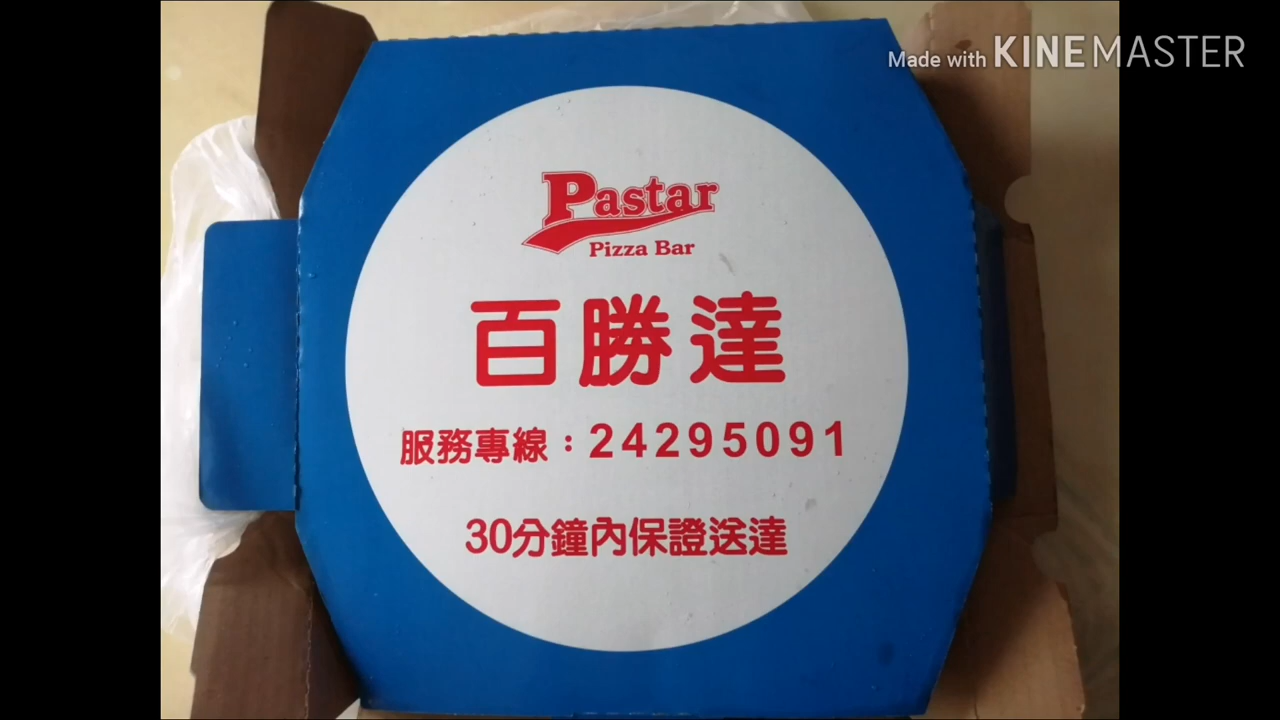 Made with KINEMASTER
Pastar
Pizza Bar
百勝達
服務專線：24295091
30分鐘內保證送達